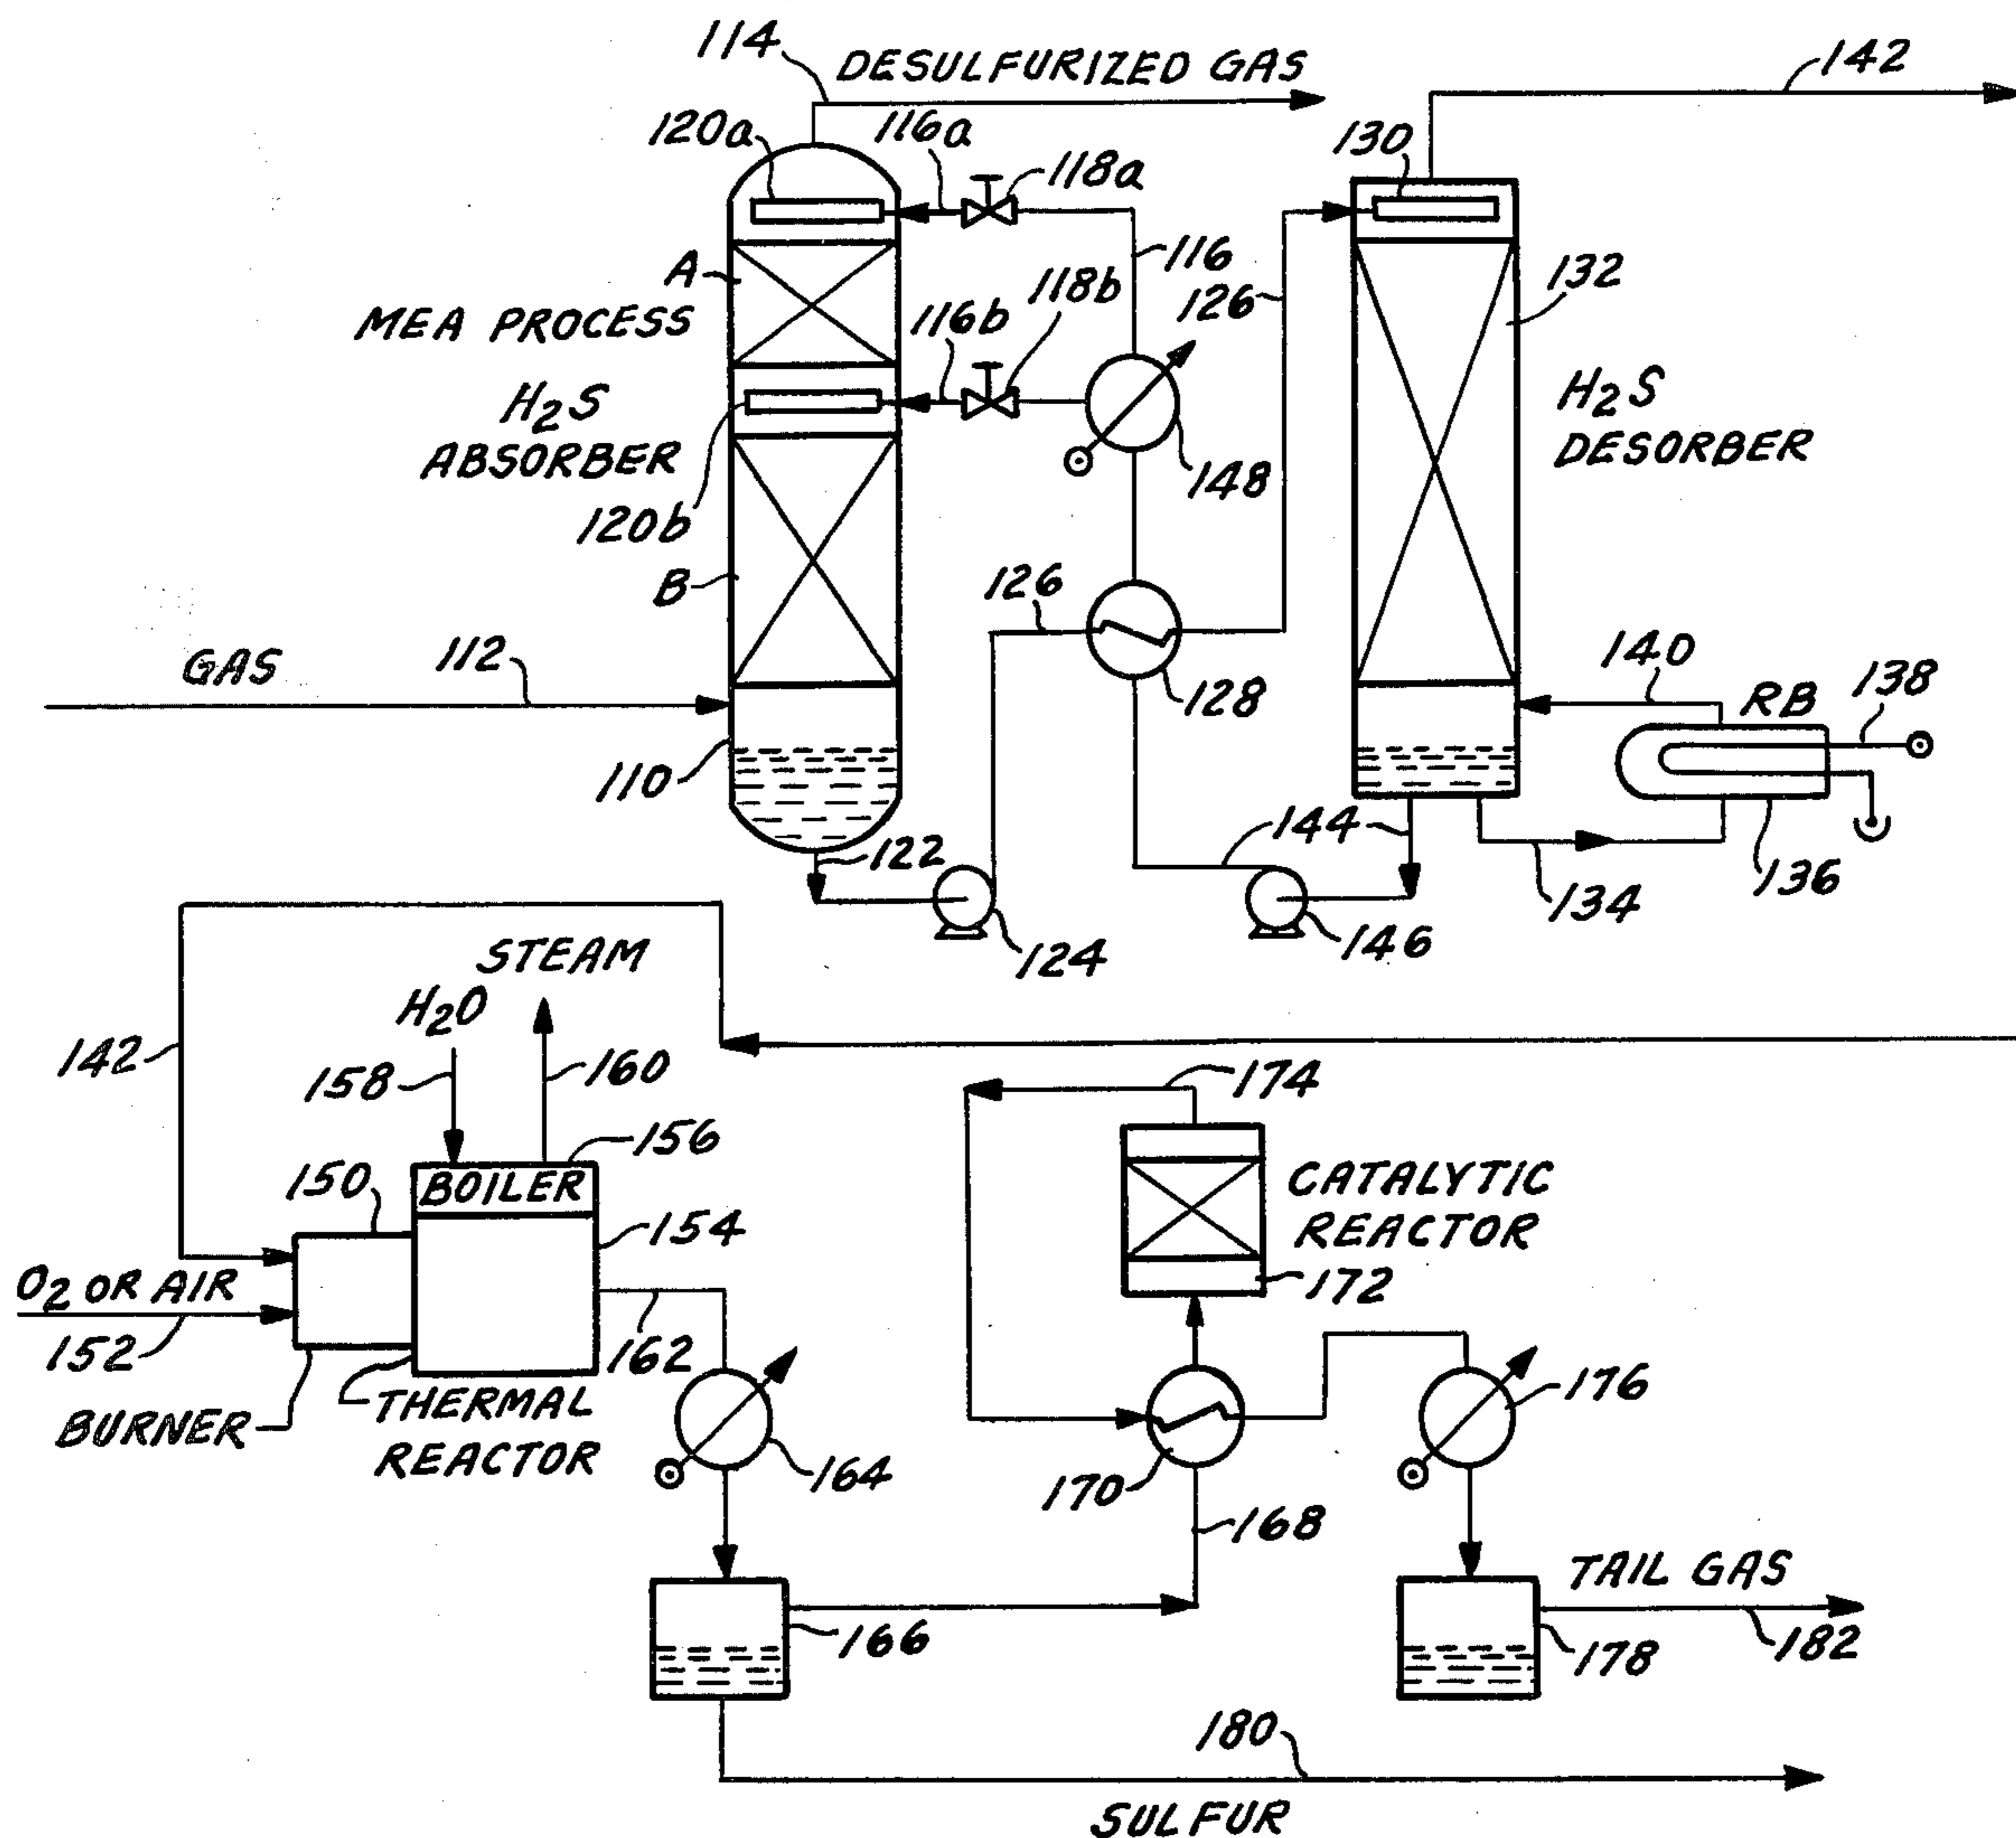 114
DESULFURIZED GAS
142
120a
116a
118a
130
A
116
126
132
MEA PROCESS
116b
118b
H2S
ABSORBER
148
H2S
DESORBER
120b
B
126
GAS
112
128
140
RB
138
110
122
144
136
134
124
146
STEAM
H2O
142
158
160
174
156
150
BOILER
CATALYTIC
REACTOR
154
O2 OR AIR
172
152
162
THERMAL
REACTOR
BURNER
176
164
170
168
TAIL GAS
166
178
182
180
SULFUR